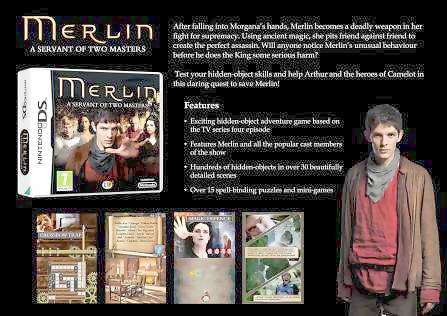 MERLIN
A SERVANT OF TWO MASTERS
After falling into Morgana's hands, Merlin becomes a deadly weapon in her
fight for supremacy. Using ancient magic, she pits friend against friend to
create the perfect assassin. Will anyone notice Merlin's unusual behaviour
before he does the King some serious harm?
Test your hidden-object skills and help Arthur and the heroes of Camelot in
this daring quest to save Merlin!
NINTENDO DS
MERLIN
A SERVANT OF TWO MASTERS
7
Nintendo
Features
• Exciting hidden-object adventure game based on
the TV series four episode
• Features Merlin and all the popular cast members
of the show
• Hundreds of hidden-objects in over 30 beautifully
detailed scenes
• Over 15 spell-binding puzzles and mini-games
CROSSBOW TRAP
MAGIC DEFENCE